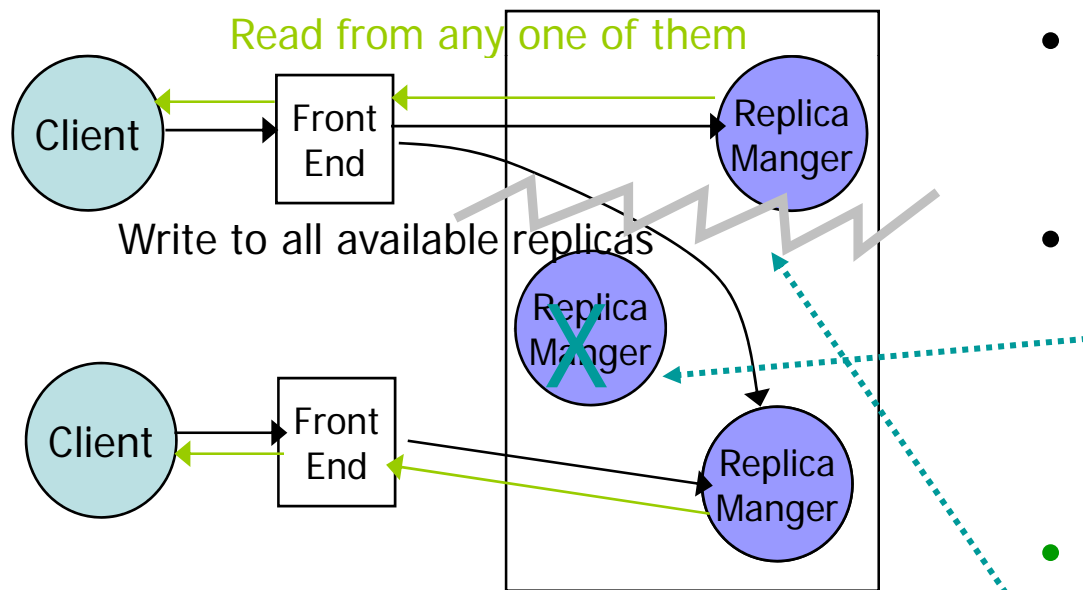 Read from any one of them
Client
Front
End
Replica
Manger
Write to all available replicas
Replica
Manger
X
Client
Front
End
Replica
Manger